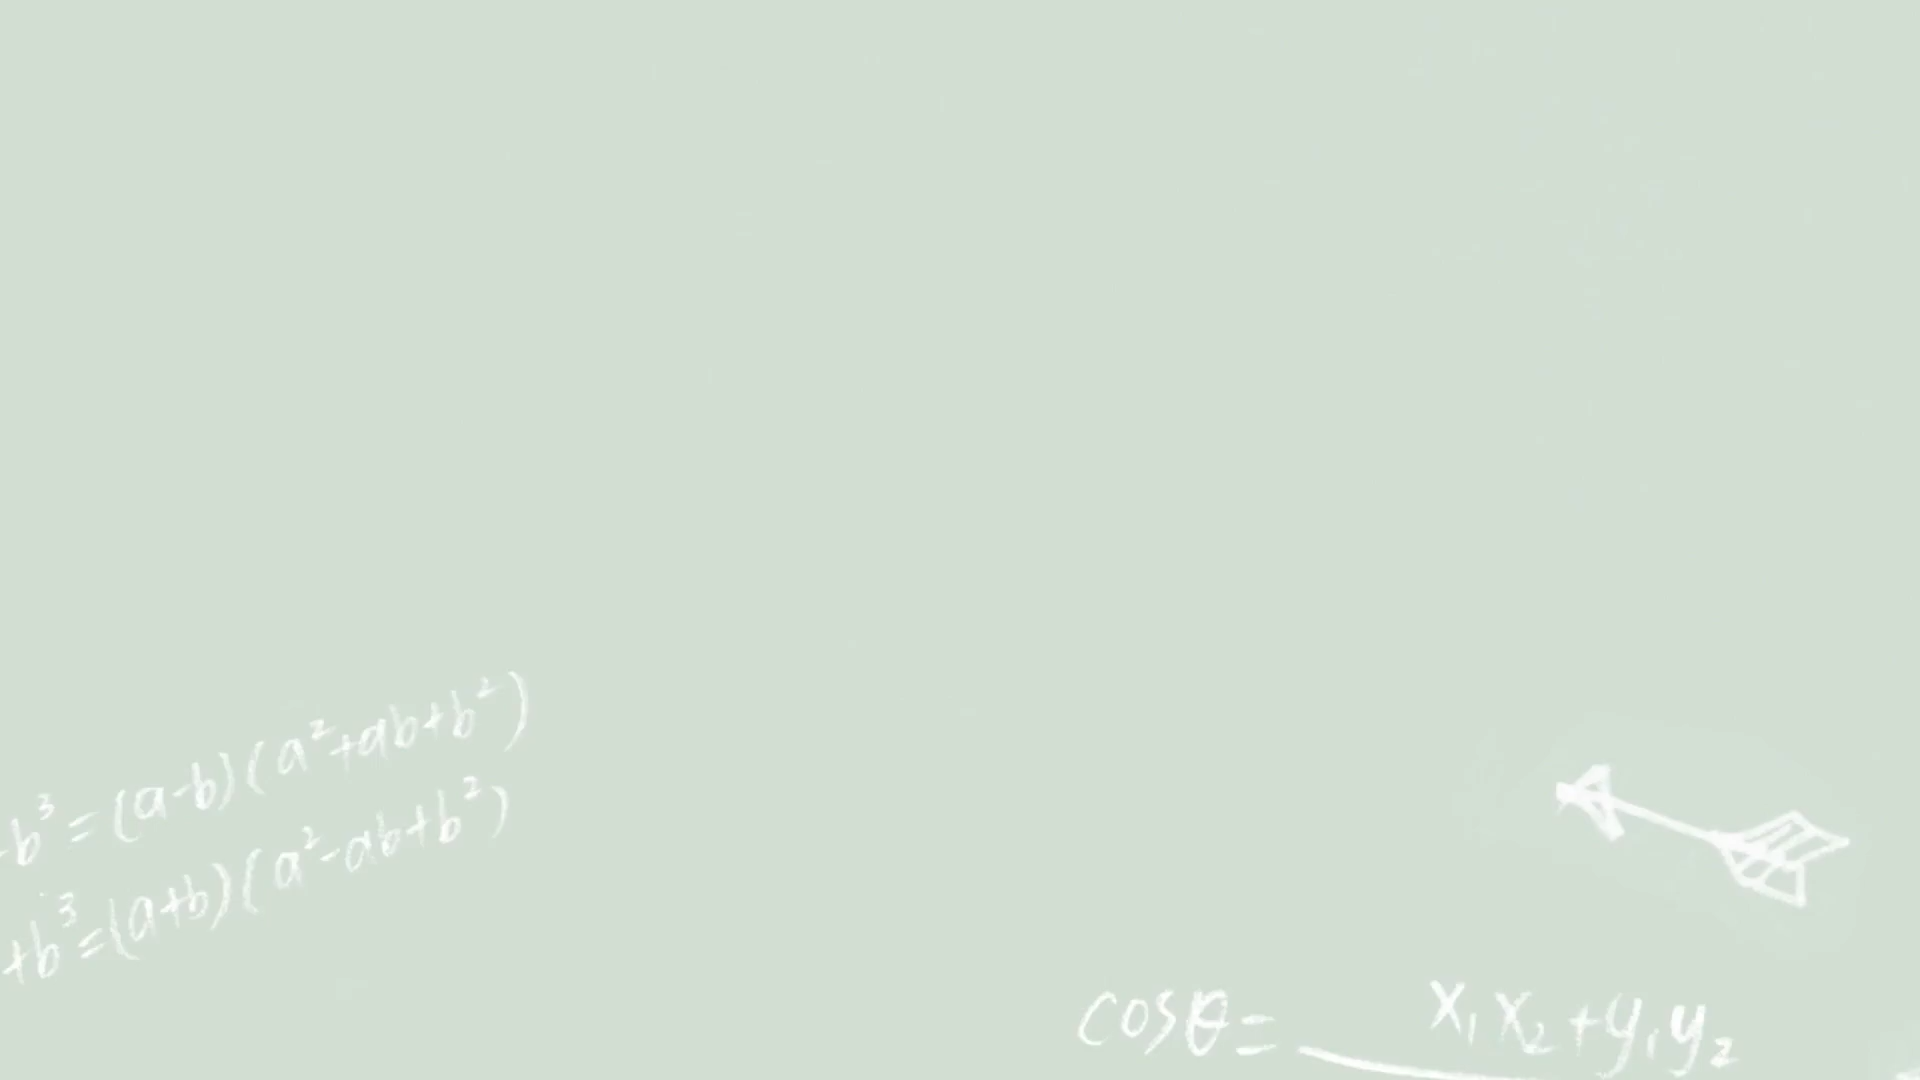 -b³=(a-b)(a²+ab+b²)
+b³=(a+b)(a²-ab+b²)
cosθ= x₁x₂+y₁y₂